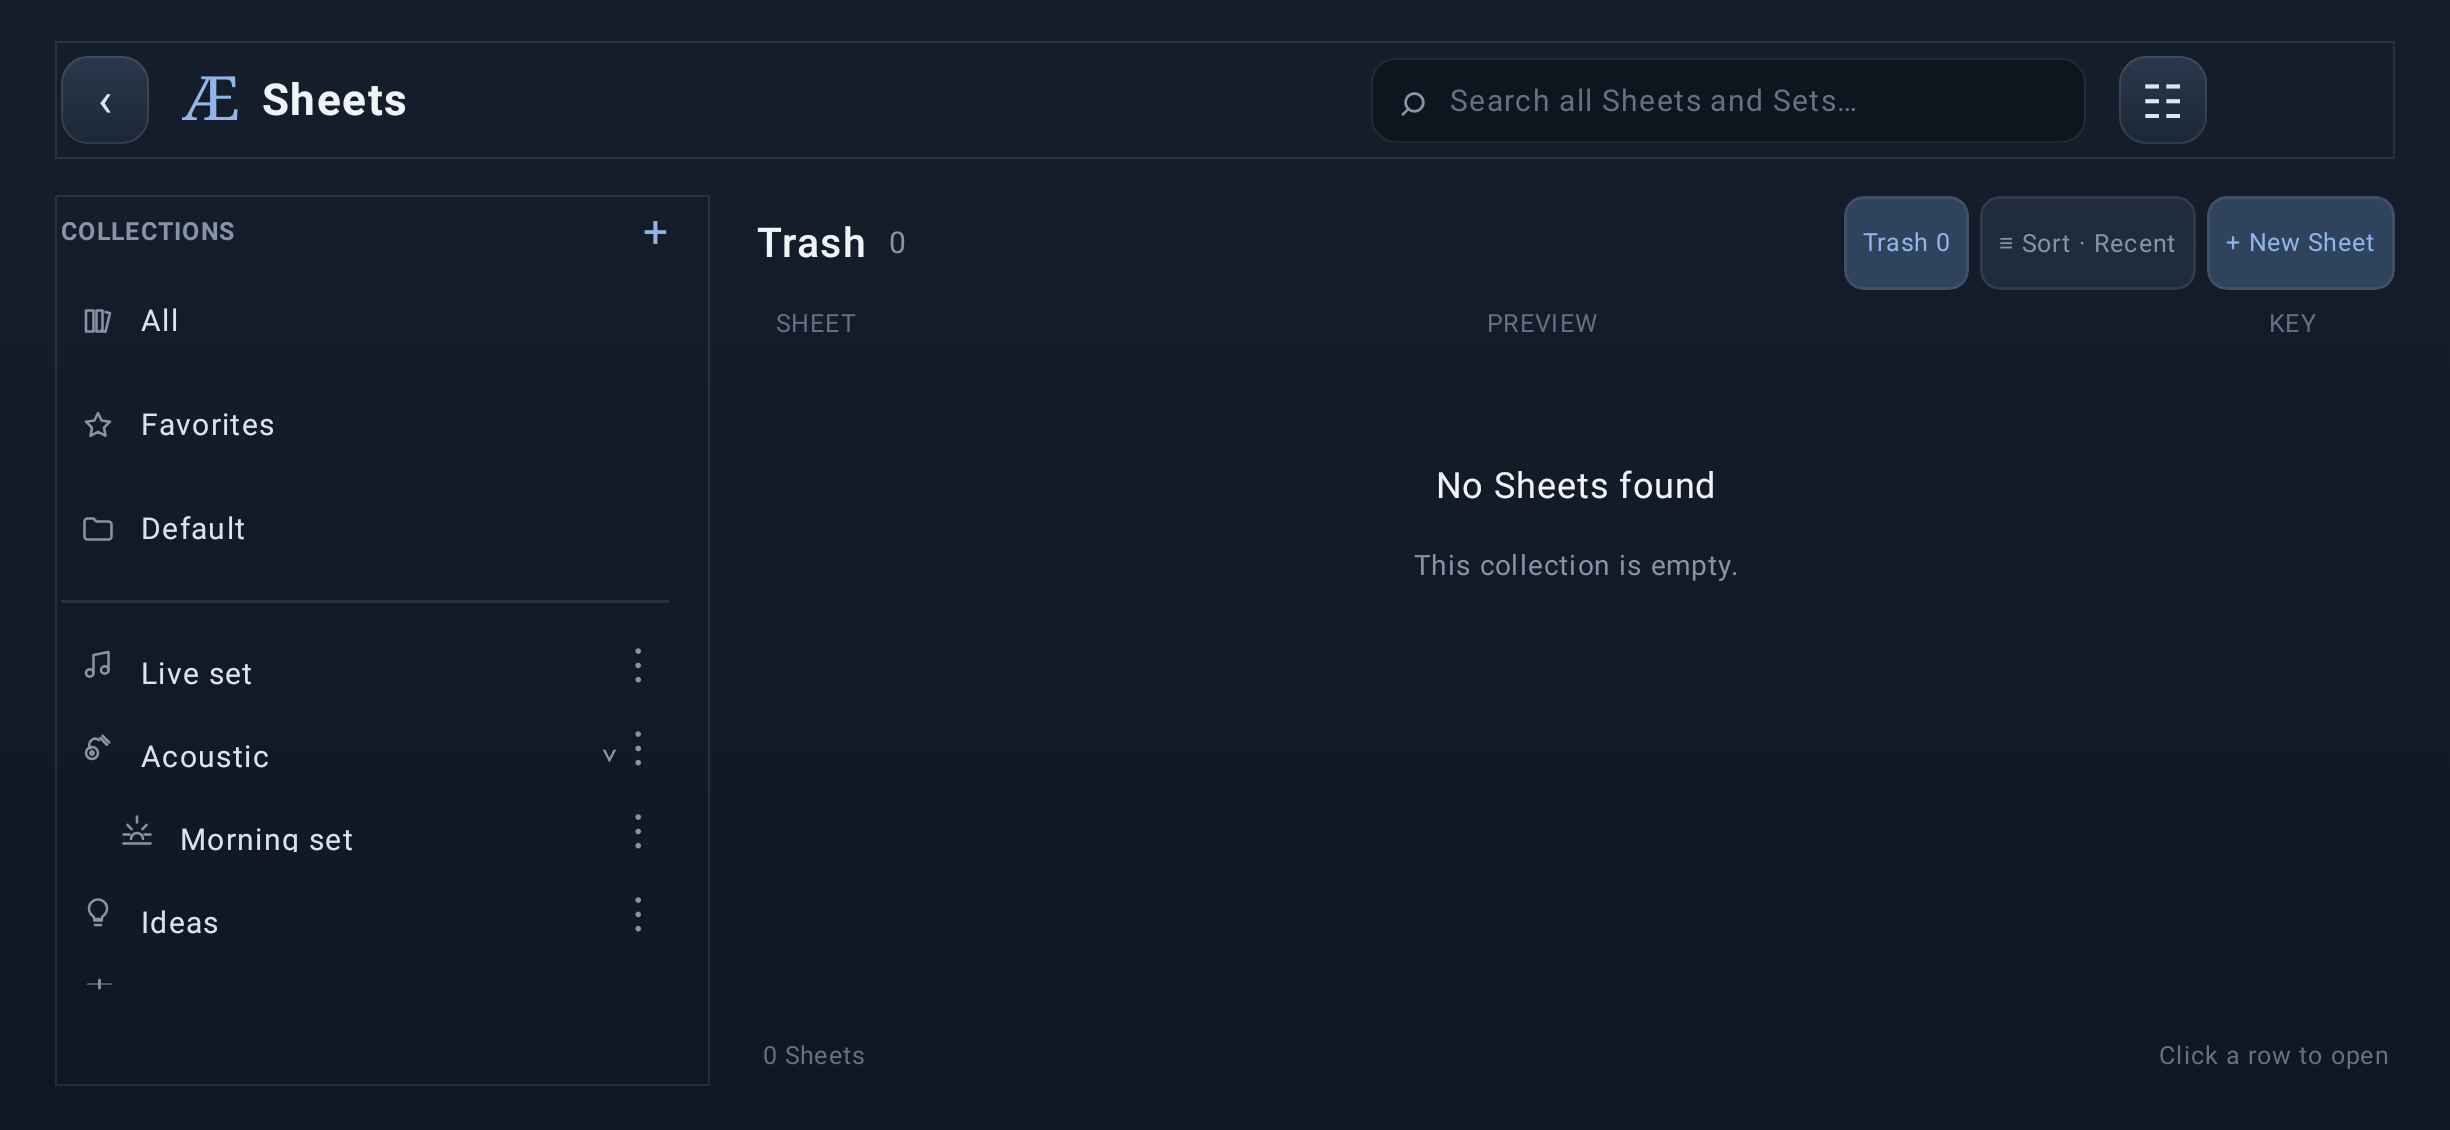 ‹ Æ Sheets
Search all Sheets and Sets…
COLLECTIONS +
All
Favorites
Default
Live set
Acoustic
Morning set
Ideas
Trash 0
Trash 0
≡ Sort · Recent
+ New Sheet
SHEET PREVIEW KEY
No Sheets found
This collection is empty.
0 Sheets
Click a row to open